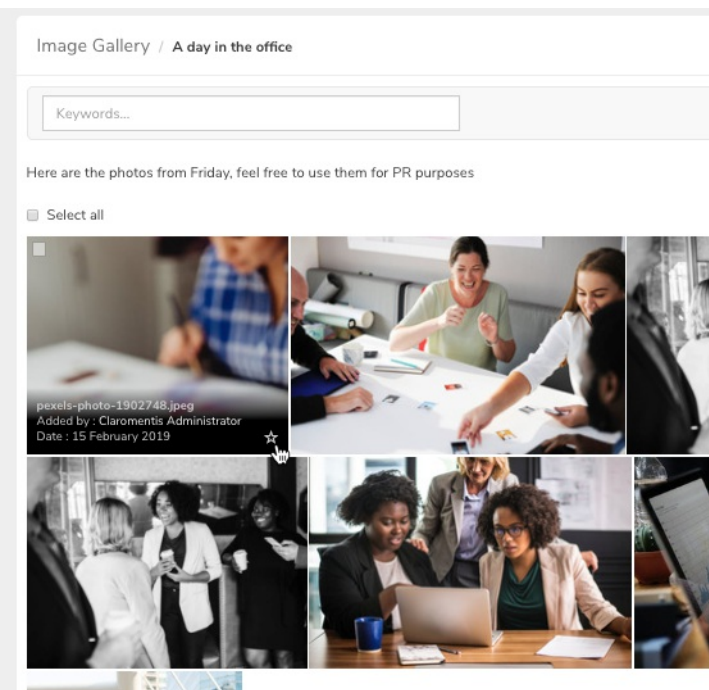 Image Gallery / A day in the office
Keywords...
Here are the photos from Friday, feel free to use them for PR purposes
Select all
pexels-photo-1902748.jpeg
Added by : Claromentis Administrator
Date : 15 February 2019